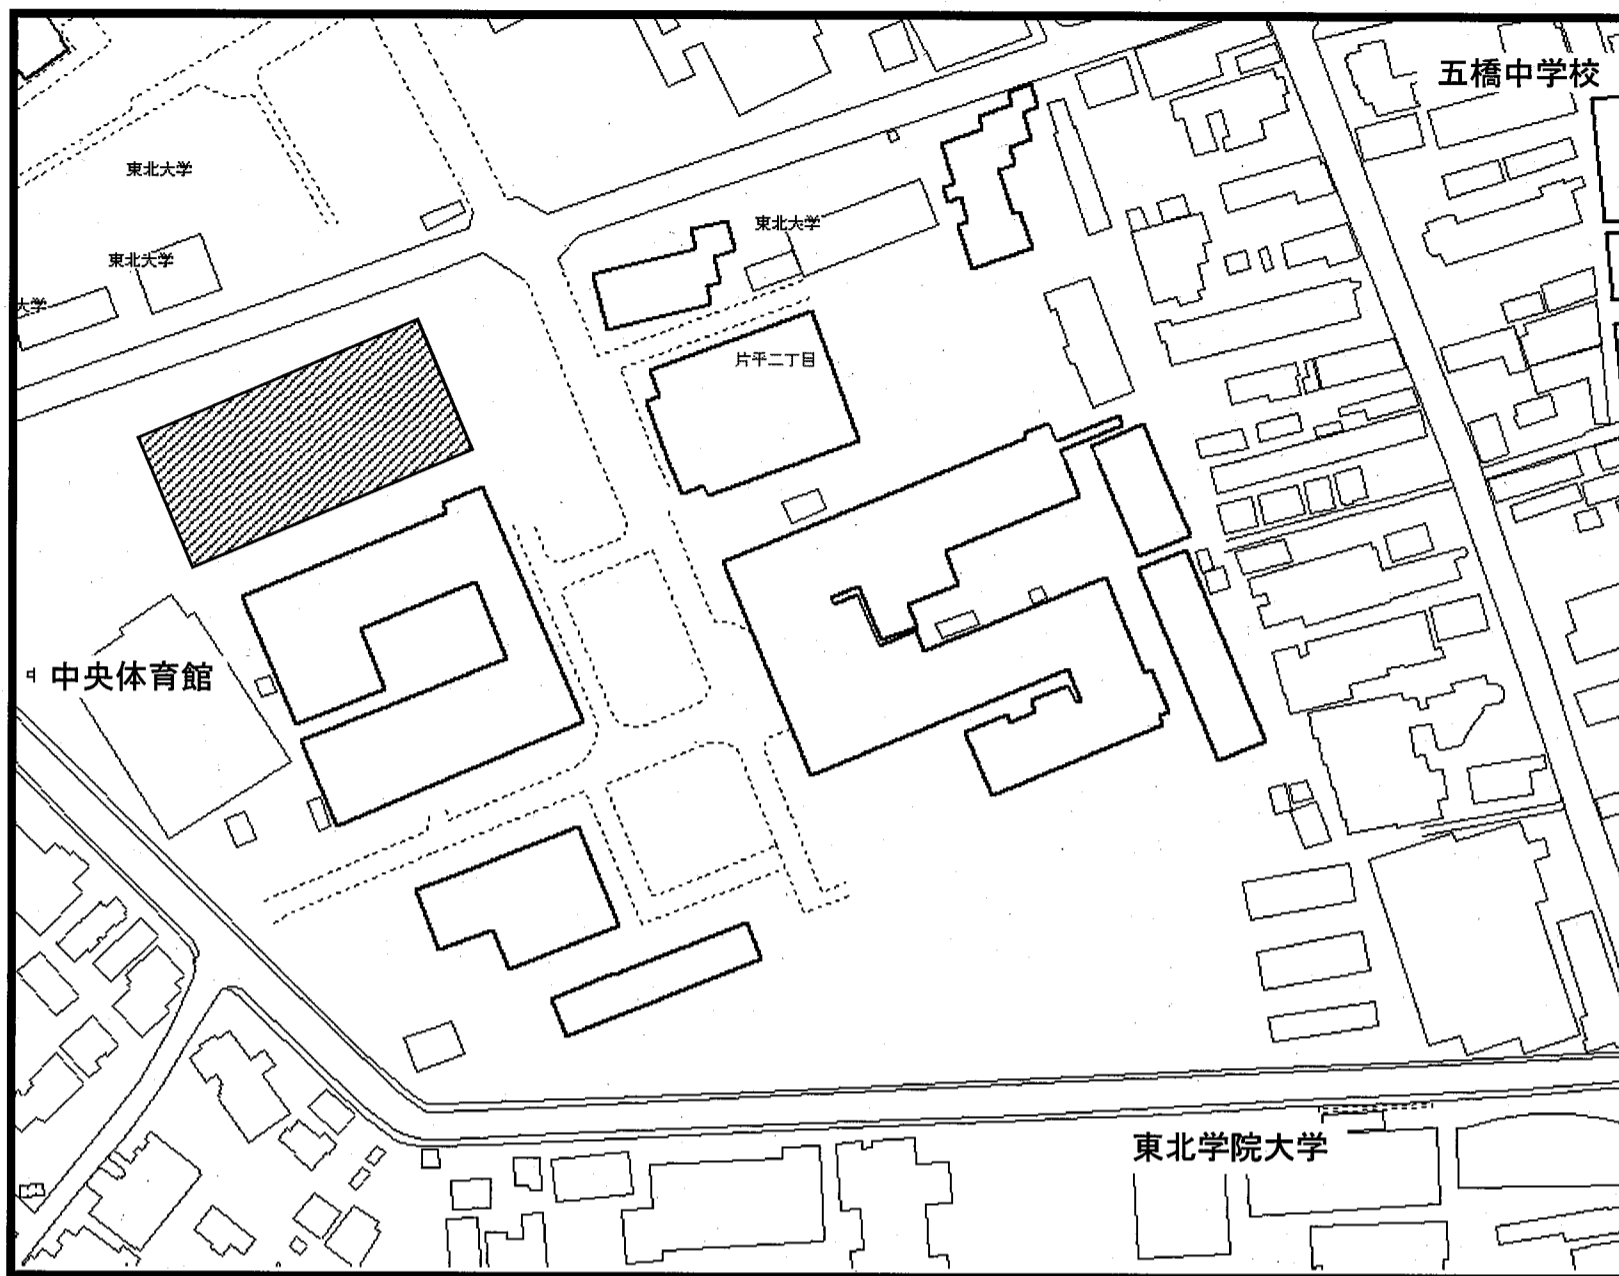 五橋中学校
東北大学
東北大学
東北大学
大学
片平二丁目
中央体育館
東北学院大学